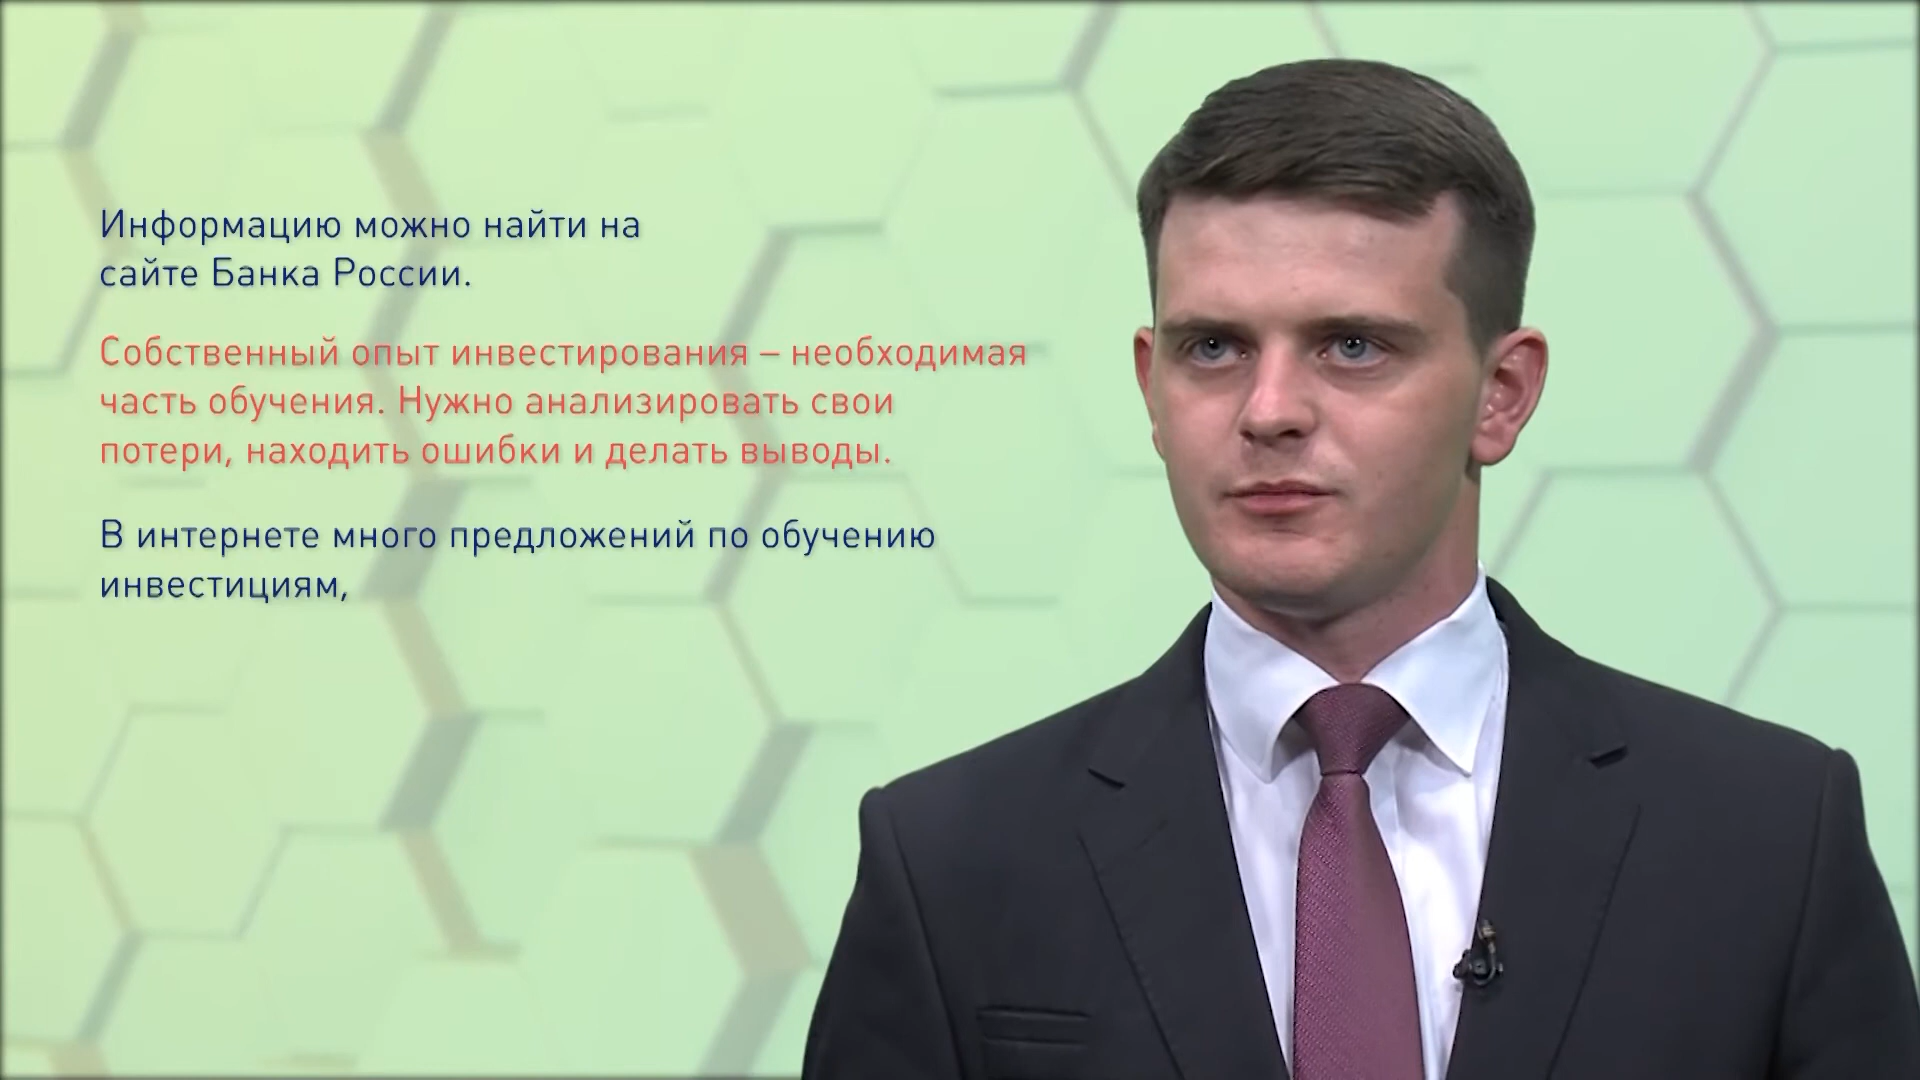 Информацию можно найти на
сайте Банка России.
Собственный опыт инвестирования – необходимая
часть обучения. Нужно анализировать свои
потери, находить ошибки и делать выводы.
В интернете много предложений по обучению
инвестициям,